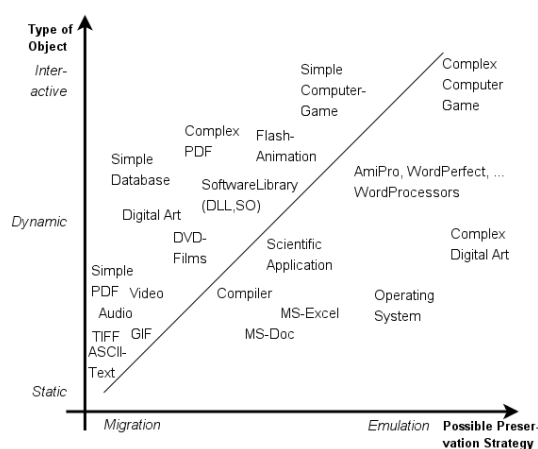 Type of
Object
Inter-
active
Simple
Computer-
Game
Complex
Computer
Game
Complex
PDF
Flash-
Animation
Simple
Database
AmiPro, WordPerfect, ...
WordProcessors
SoftwareLibrary
(DLL,SO)
Dynamic
Digital Art
DVD-
Films
Scientific
Application
Complex
Digital Art
Simple
PDF
Video
Compiler
Operating
System
Audio
MS-Excel
TIFF
GIF
MS-Doc
ASCII-
Text
Static
Migration
Emulation
Possible Preser-
vation Strategy